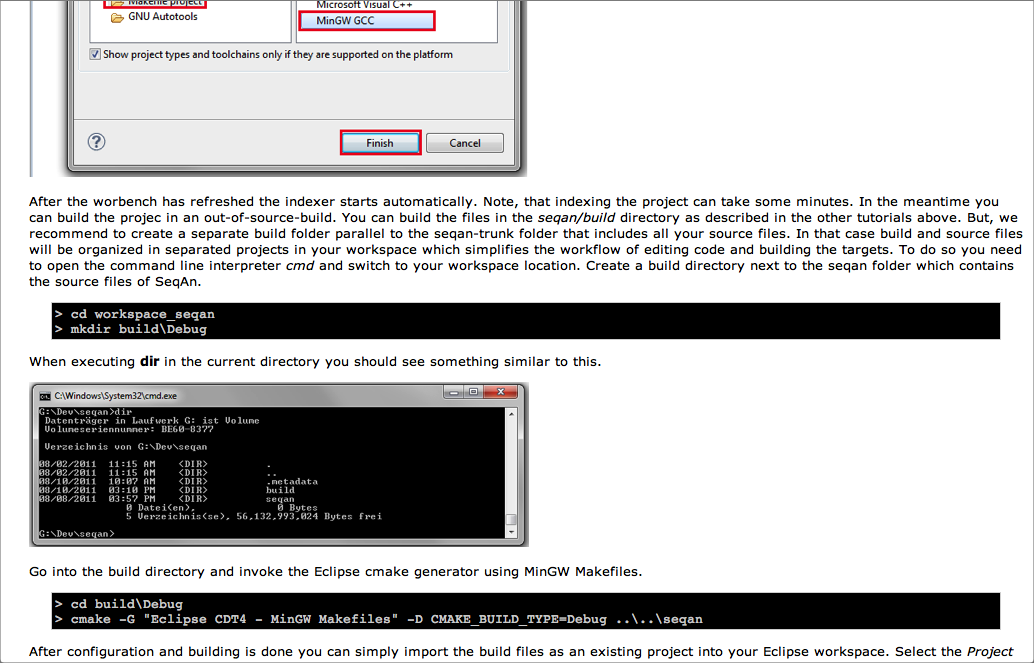 Makefile project
GNU Autotools
Microsoft Visual C++
MinGW GCC
Show project types and toolchains only if they are supported on the platform
?
Finish
Cancel
After the worbench has refreshed the indexer starts automatically. Note, that indexing the project can take some minutes. In the meantime you
can build the projec in an out-of-source-build. You can build the files in the seqan/build directory as described in the other tutorials above. But, we
recommend to create a separate build folder parallel to the seqan-trunk folder that includes all your source files. In that case build and source files
will be organized in separated projects in your workspace which simplifies the workflow of editing code and building the targets. To do so you need
to open the command line interpreter cmd and switch to your workspace location. Create a build directory next to the seqan folder which contains
the source files of SeqAn.
> cd workspace_seqan
> mkdir build\Debug
When executing dir in the current directory you should see something similar to this.
C:\Windows\System32\cmd.exe
G:\Dev\seqan>dir
Datenträger in Laufwerk G: ist Volume
Volumeseriennummer: BE60-8377
Verzeichnis von G:\Dev\seqan
08/02/2011 11:15 AM <DIR> .
08/02/2011 11:15 AM <DIR> ..
08/10/2011 10:07 AM <DIR> .metadata
08/10/2011 03:10 PM <DIR> build
08/08/2011 03:57 PM <DIR> seqan
0 Datei(en), 0 Bytes
5 Verzeichnis(se), 56,132,993,024 Bytes frei
G:\Dev\seqan>
Go into the build directory and invoke the Eclipse cmake generator using MinGW Makefiles.
> cd build\Debug
> cmake -G "Eclipse CDT4 - MinGW Makefiles" -D CMAKE_BUILD_TYPE=Debug ..\..\seqan
After configuration and building is done you can simply import the build files as an existing project into your Eclipse workspace. Select the Project